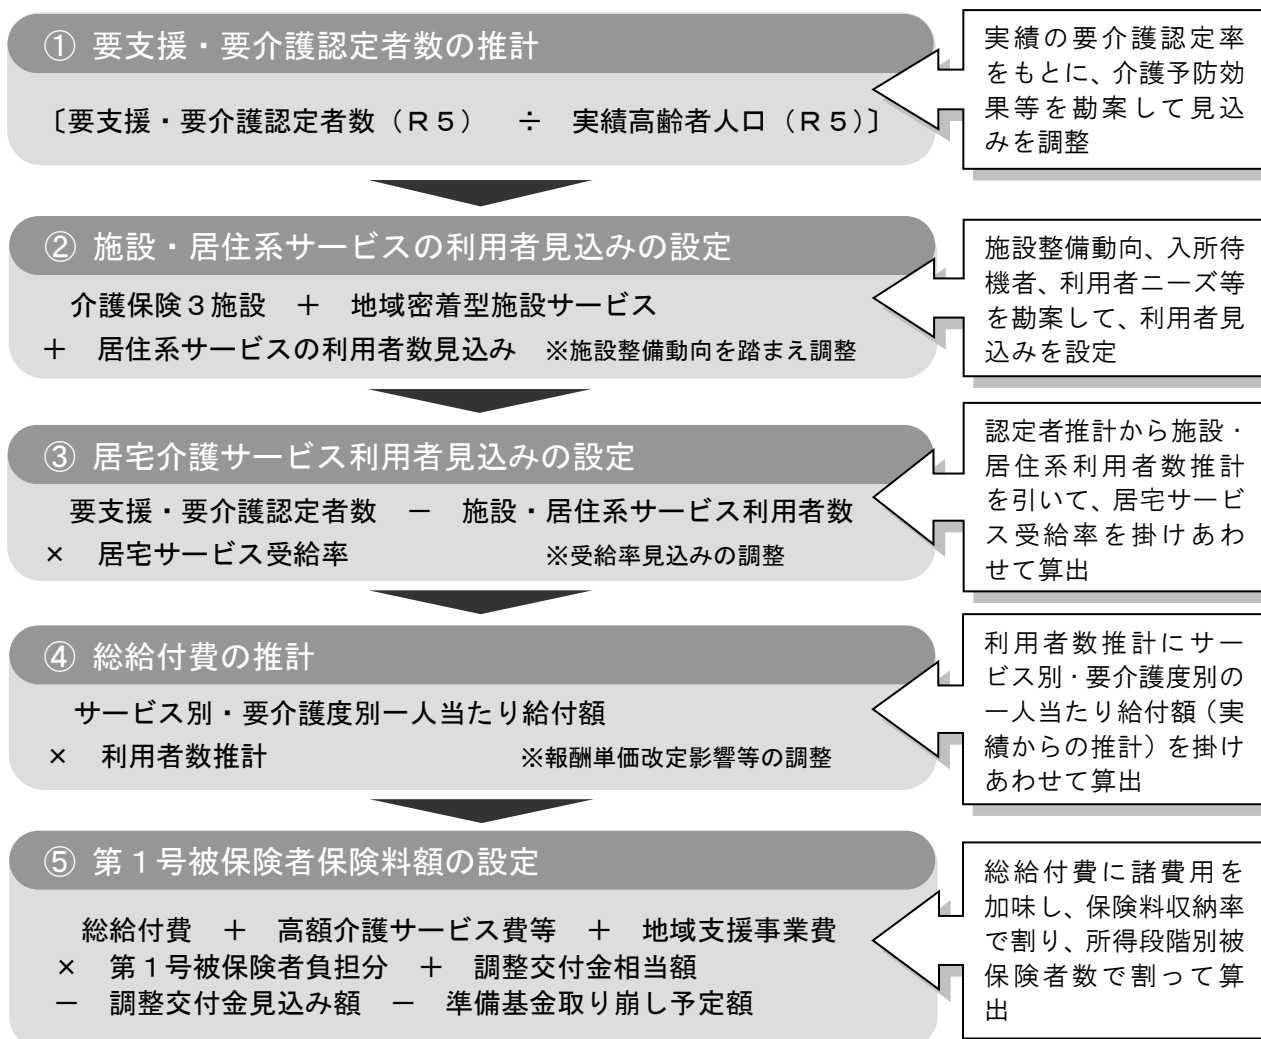 ① 要支援・要介護認定者数の推計
〔要支援・要介護認定者数（Ｒ５） ÷ 実績高齢者人口（Ｒ５）〕
実績の要介護認定率
をもとに、介護予防効
果等を勘案して見込
みを調整
② 施設・居住系サービスの利用者見込みの設定
介護保険３施設 ＋ 地域密着型施設サービス
＋ 居住系サービスの利用者数見込み ※施設整備動向を踏まえ調整
施設整備動向、入所待
機者、利用者ニーズ等
を勘案して、利用者見
込みを設定
③ 居宅介護サービス利用者見込みの設定
要支援・要介護認定者数 － 施設・居住系サービス利用者数
× 居宅サービス受給率 ※受給率見込みの調整
認定者推計から施設・
居住系利用者数推計
を引いて、居宅サービ
ス受給率を掛けあわ
せて算出
④ 総給付費の推計
サービス別・要介護度別一人当たり給付額
× 利用者数推計 ※報酬単価改定影響等の調整
利用者数推計にサー
ビス別・要介護度別の
一人当たり給付額（実
績からの推計）を掛け
あわせて算出
⑤ 第１号被保険者保険料額の設定
総給付費 ＋ 高額介護サービス費等 ＋ 地域支援事業費
× 第１号被保険者負担分 ＋ 調整交付金相当額
－ 調整交付金見込み額 － 準備基金取り崩し予定額
総給付費に諸費用を
加味し、保険料収納率
で割り、所得段階別被
保険者数で割って算
出